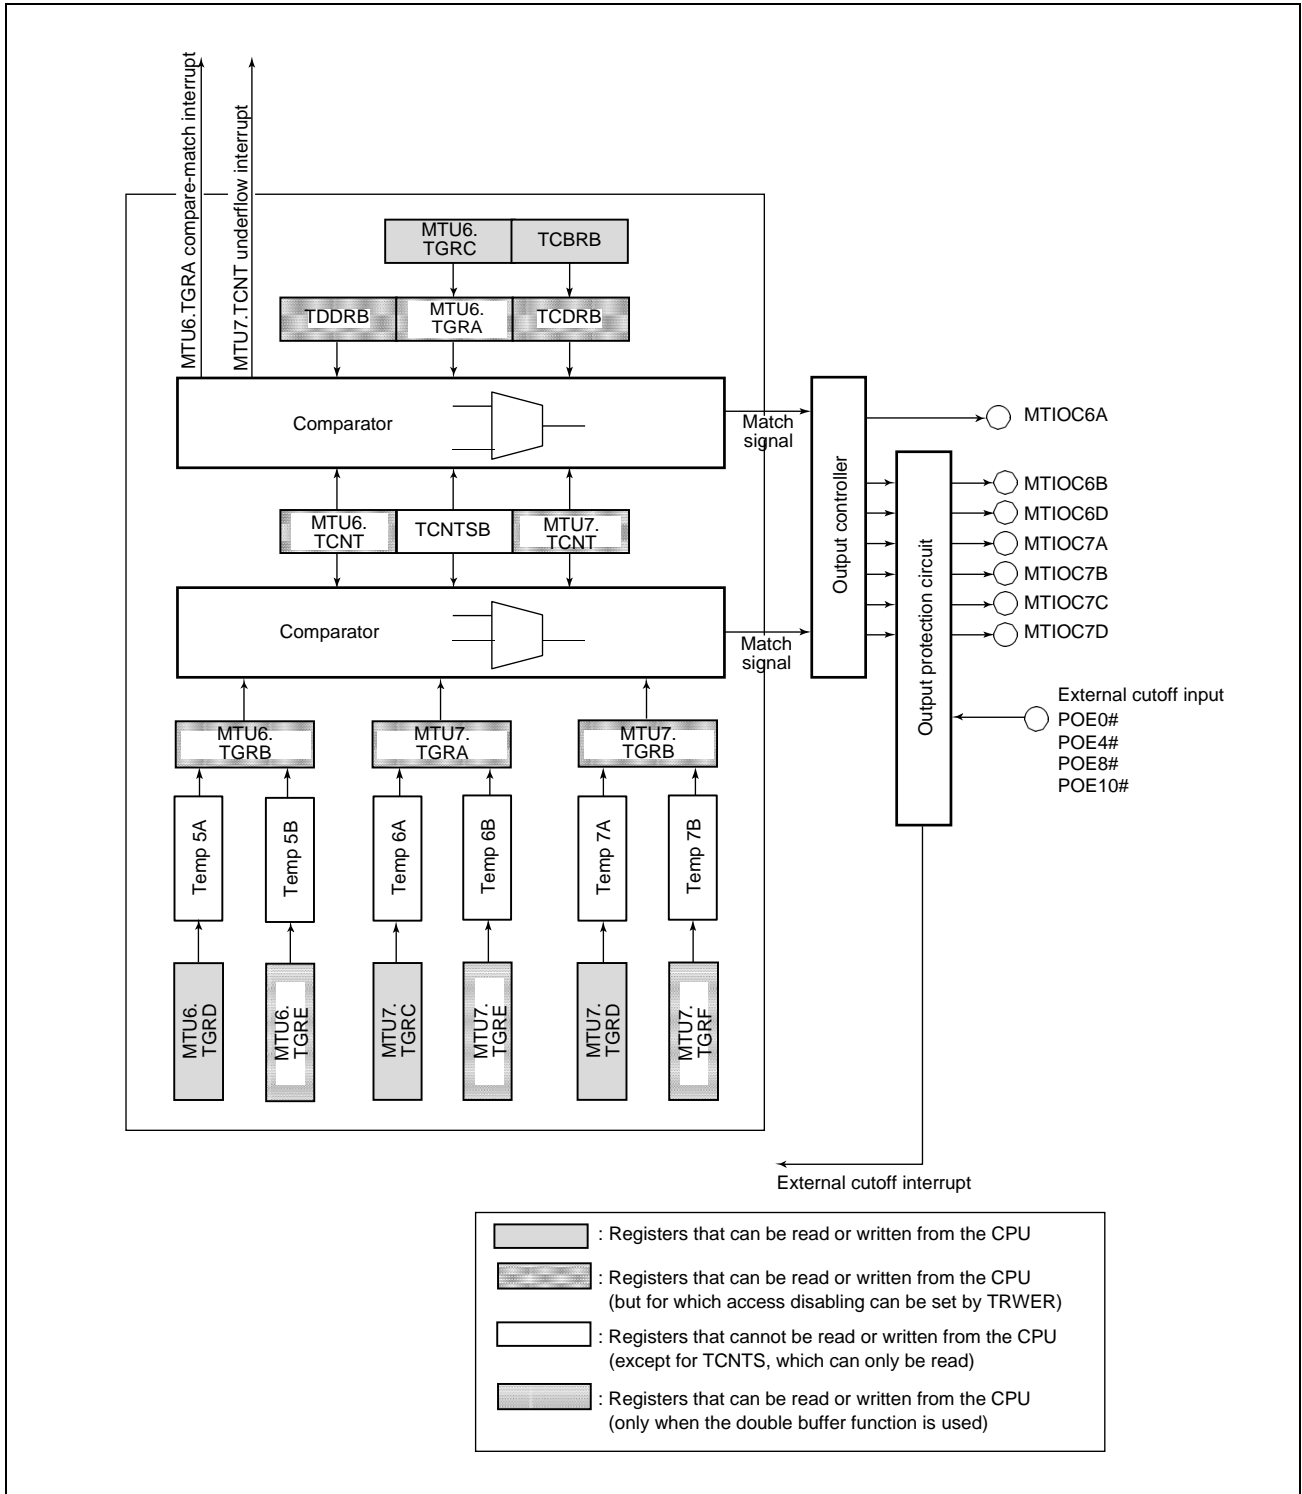 MTU6.TGRA compare-match interrupt
MTU7.TCNT underflow interrupt
MTU6.
TGRC
TCBRB
TDDRB
MTU6.
TGRA
TCDRB
Comparator
Match
signal
MTU6.
TCNT
TCNTSB
MTU7.
TCNT
Comparator
Match
signal
Output controller
Output protection circuit
MTIOC6A
MTIOC6B
MTIOC6D
MTIOC7A
MTIOC7B
MTIOC7C
MTIOC7D
External cutoff input
POE0#
POE4#
POE8#
POE10#
MTU6.
TGRB
MTU7.
TGRA
MTU7.
TGRB
Temp 5A
Temp 5B
Temp 6A
Temp 6B
Temp 7A
Temp 7B
MTU6.
TGRD
MTU6.
TGRE
MTU7.
TGRC
MTU7.
TGRE
MTU7.
TGRD
MTU7.
TGRF
External cutoff interrupt
: Registers that can be read or written from the CPU
: Registers that can be read or written from the CPU
(but for which access disabling can be set by TRWER)
: Registers that cannot be read or written from the CPU
(except for TCNTS, which can only be read)
: Registers that can be read or written from the CPU
(only when the double buffer function is used)